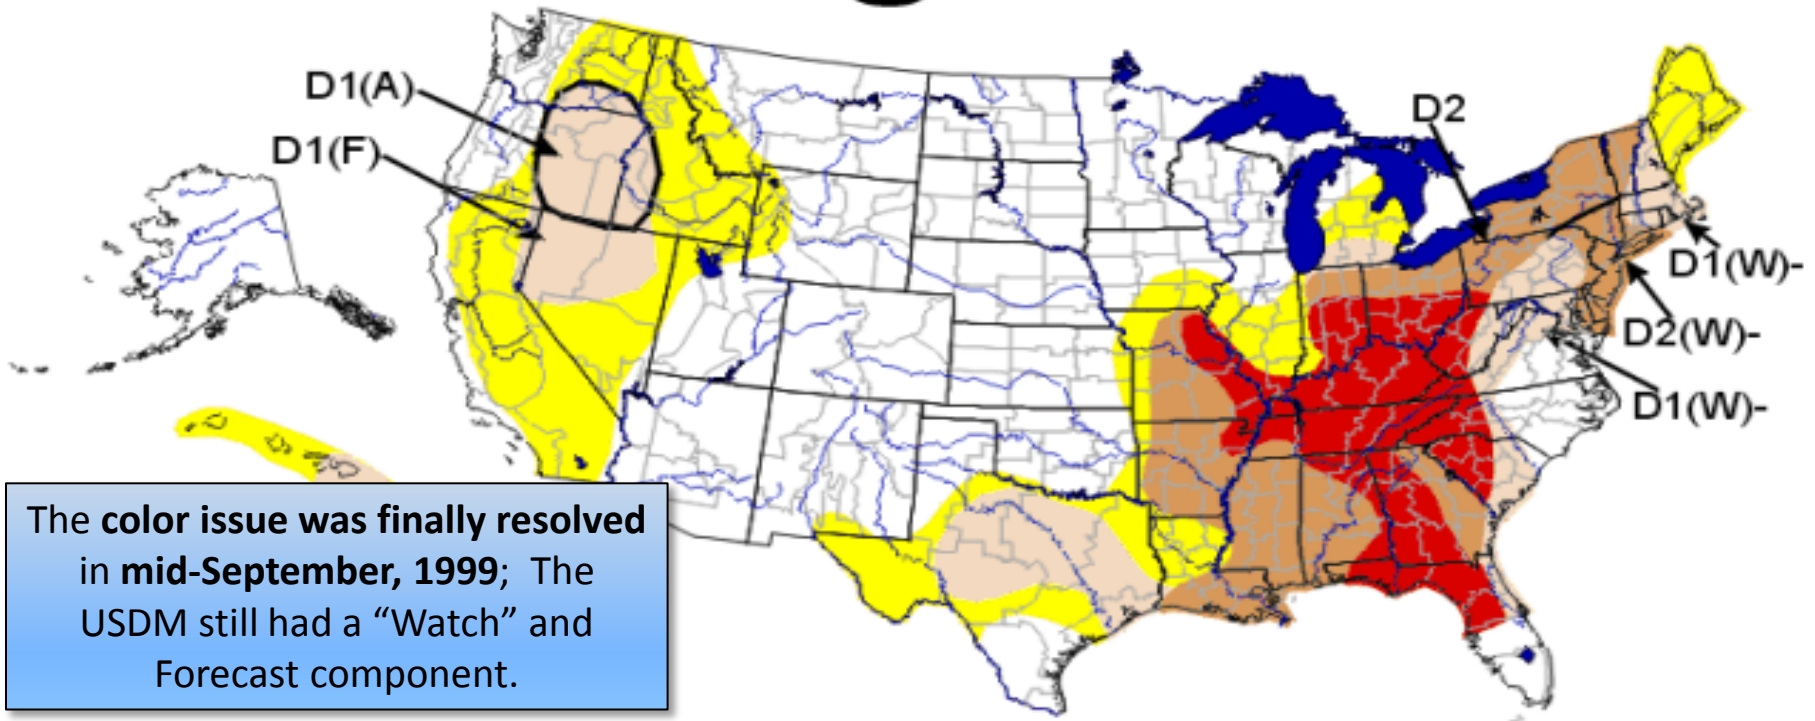 D1(A)
D1(F)
D2
D1(W)-
D2(W)-
D1(W)-
The color issue was finally resolved
in mid-September, 1999; The
USDM still had a “Watch” and
Forecast component.